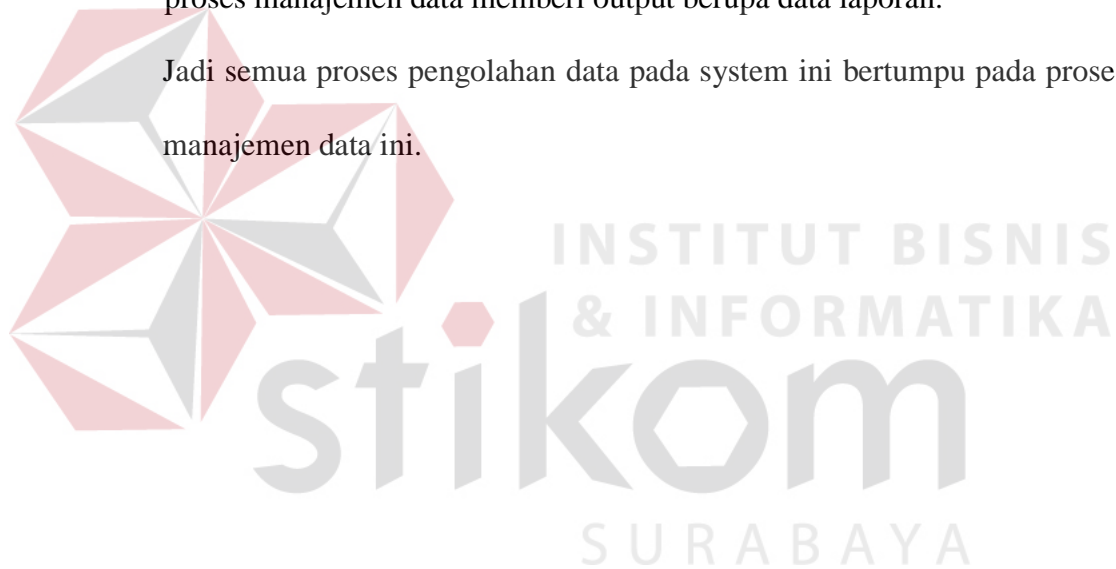 proses manajemen data memberi output berupa data laporan.
Jadi semua proses pengolahan data pada system ini bertumpu pada prose
manajemen data ini.
INSTITUT BISNIS
& INFORMATIKA
stikom
SURABAYA